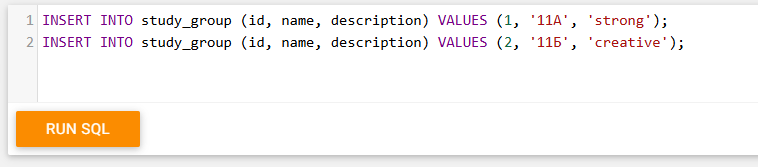 1 INSERT INTO study_group (id, name, description) VALUES (1, '11А', 'strong');
2 INSERT INTO study_group (id, name, description) VALUES (2, '11Б', 'creative');
RUN SQL